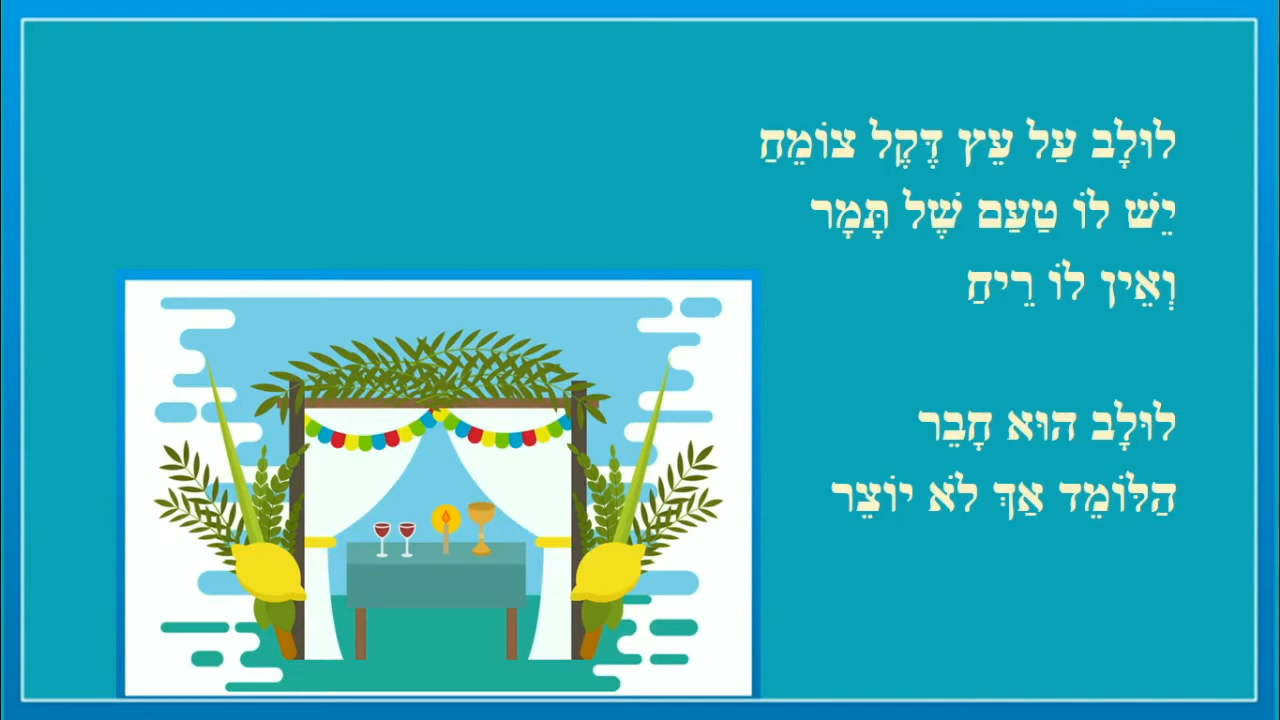 לוּלָב עַל עֵץ דֶּקֶל צוֹמֵחַ
יֵשׁ לוֹ טַעַם שֶׁל תָּמָר
וְאֵין לוֹ רֵיחַ
לוּלָב הוּא חָבֵר
הַלּוֹמֵד אַךְ לֹא יוֹצֵר